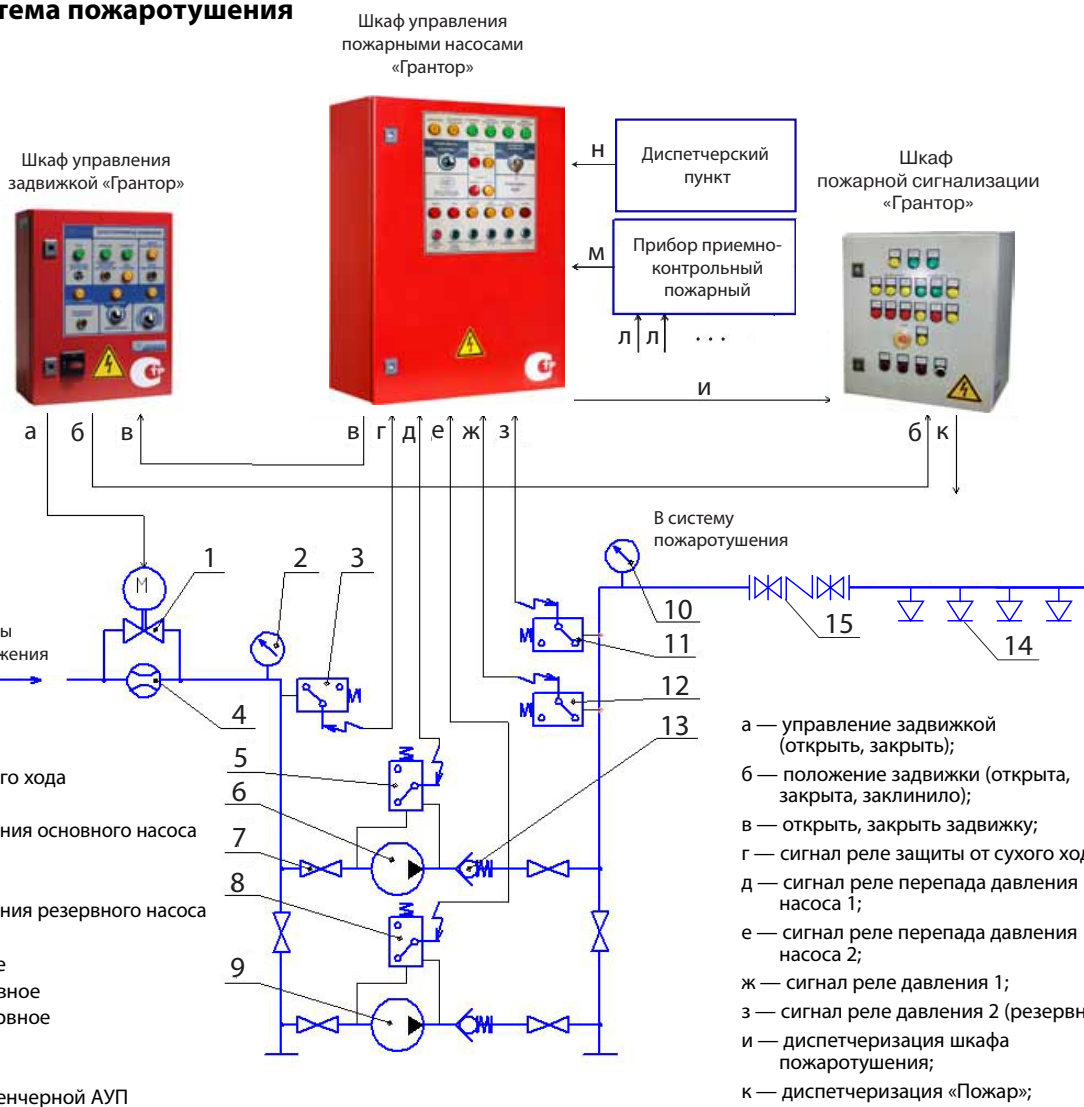 тема пожаротушения
Шкаф управления
пожарными насосами
«Грантор»
Шкаф управления
задвижкой «Грантор»
Диспетчерский
пункт
Прибор приемно-
контрольный
пожарный
Шкаф
пожарной сигнализации
«Грантор»
н
м
л л . . .
и
а б в
в г д е ж з
б к
В систему
пожаротушения
М
1
2
3
4
5
6
7
8
9
10
11
12
13
14
15
ы
жения
го хода
ния основного насоса
ния резервного насоса
е
вное
рвное
енчерной АУП
а — управление задвижкой
(открыть, закрыть);
б — положение задвижки (открыта,
закрыта, заклинило);
в — открыть, закрыть задвижку;
г — сигнал реле защиты от сухого ход
д — сигнал реле перепада давления
насоса 1;
е — сигнал реле перепада давления
насоса 2;
ж — сигнал реле давления 1;
з — сигнал реле давления 2 (резервн
и — диспетчеризация шкафа
пожаротушения;
к — диспетчеризация «Пожар»;